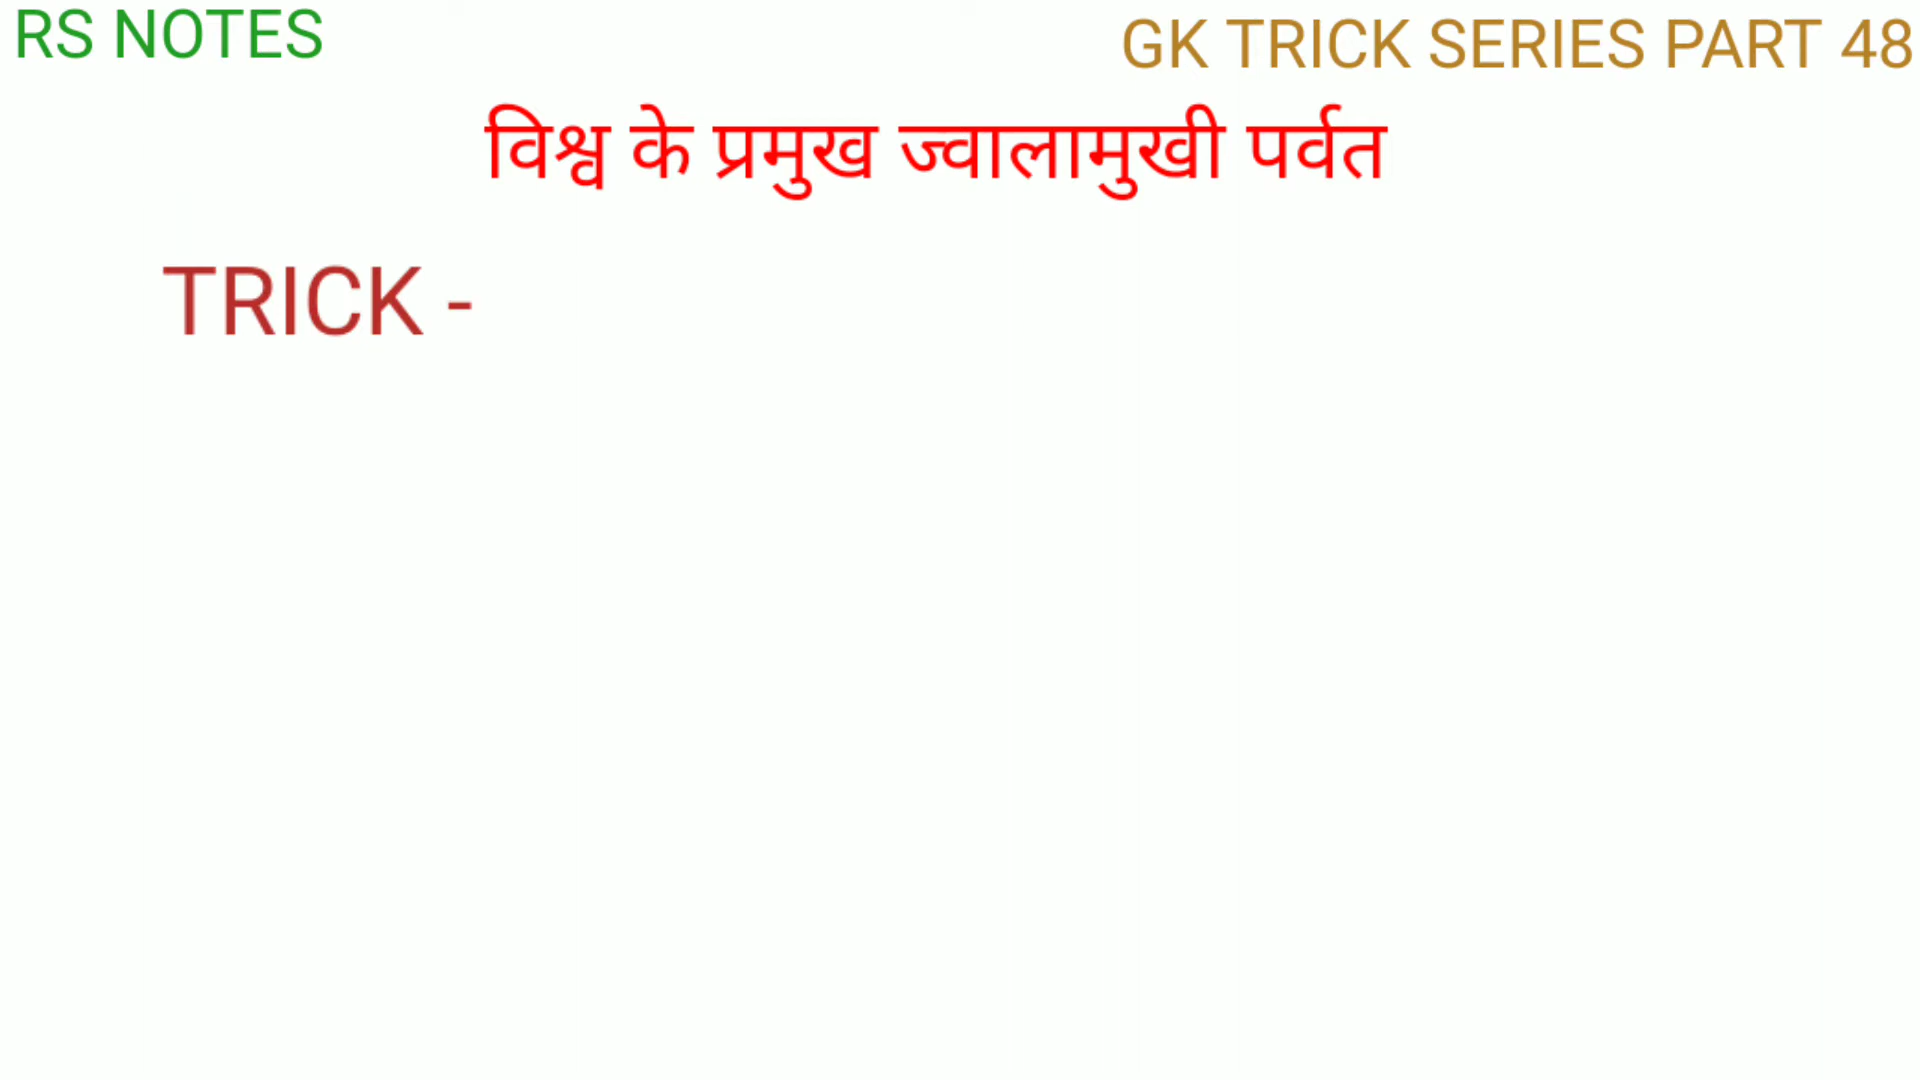 RS NOTES
GK TRICK SERIES PART 48
विश्व के प्रमुख ज्वालामुखी पर्वत
TRICK -